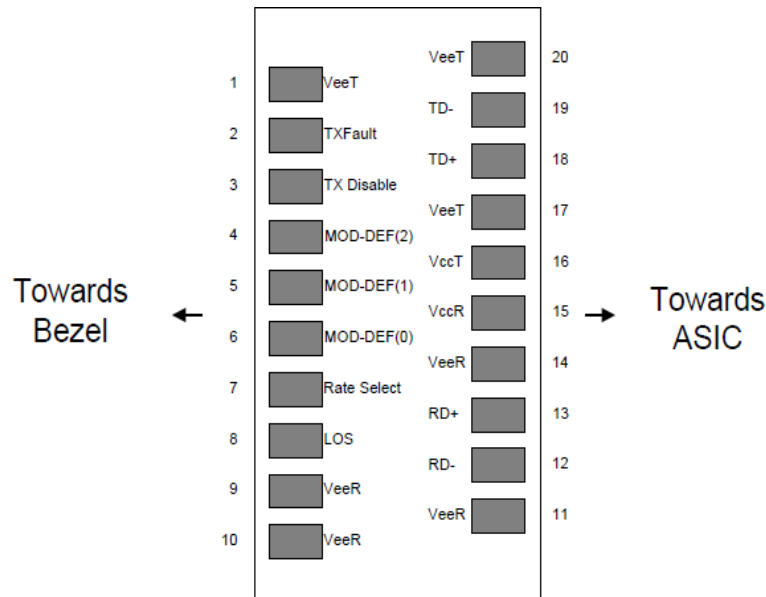 VeeT 20
1 VeeT
TD- 19
2 TXFault
TD+ 18
3 TX Disable
VeeT 17
4 MOD-DEF(2)
VccT 16
5 MOD-DEF(1)
VccR 15
6 MOD-DEF(0)
VeeR 14
7 Rate Select
RD+ 13
8 LOS
RD- 12
9 VeeR
VeeR 11
10 VeeR
Towards
Bezel
Towards
ASIC